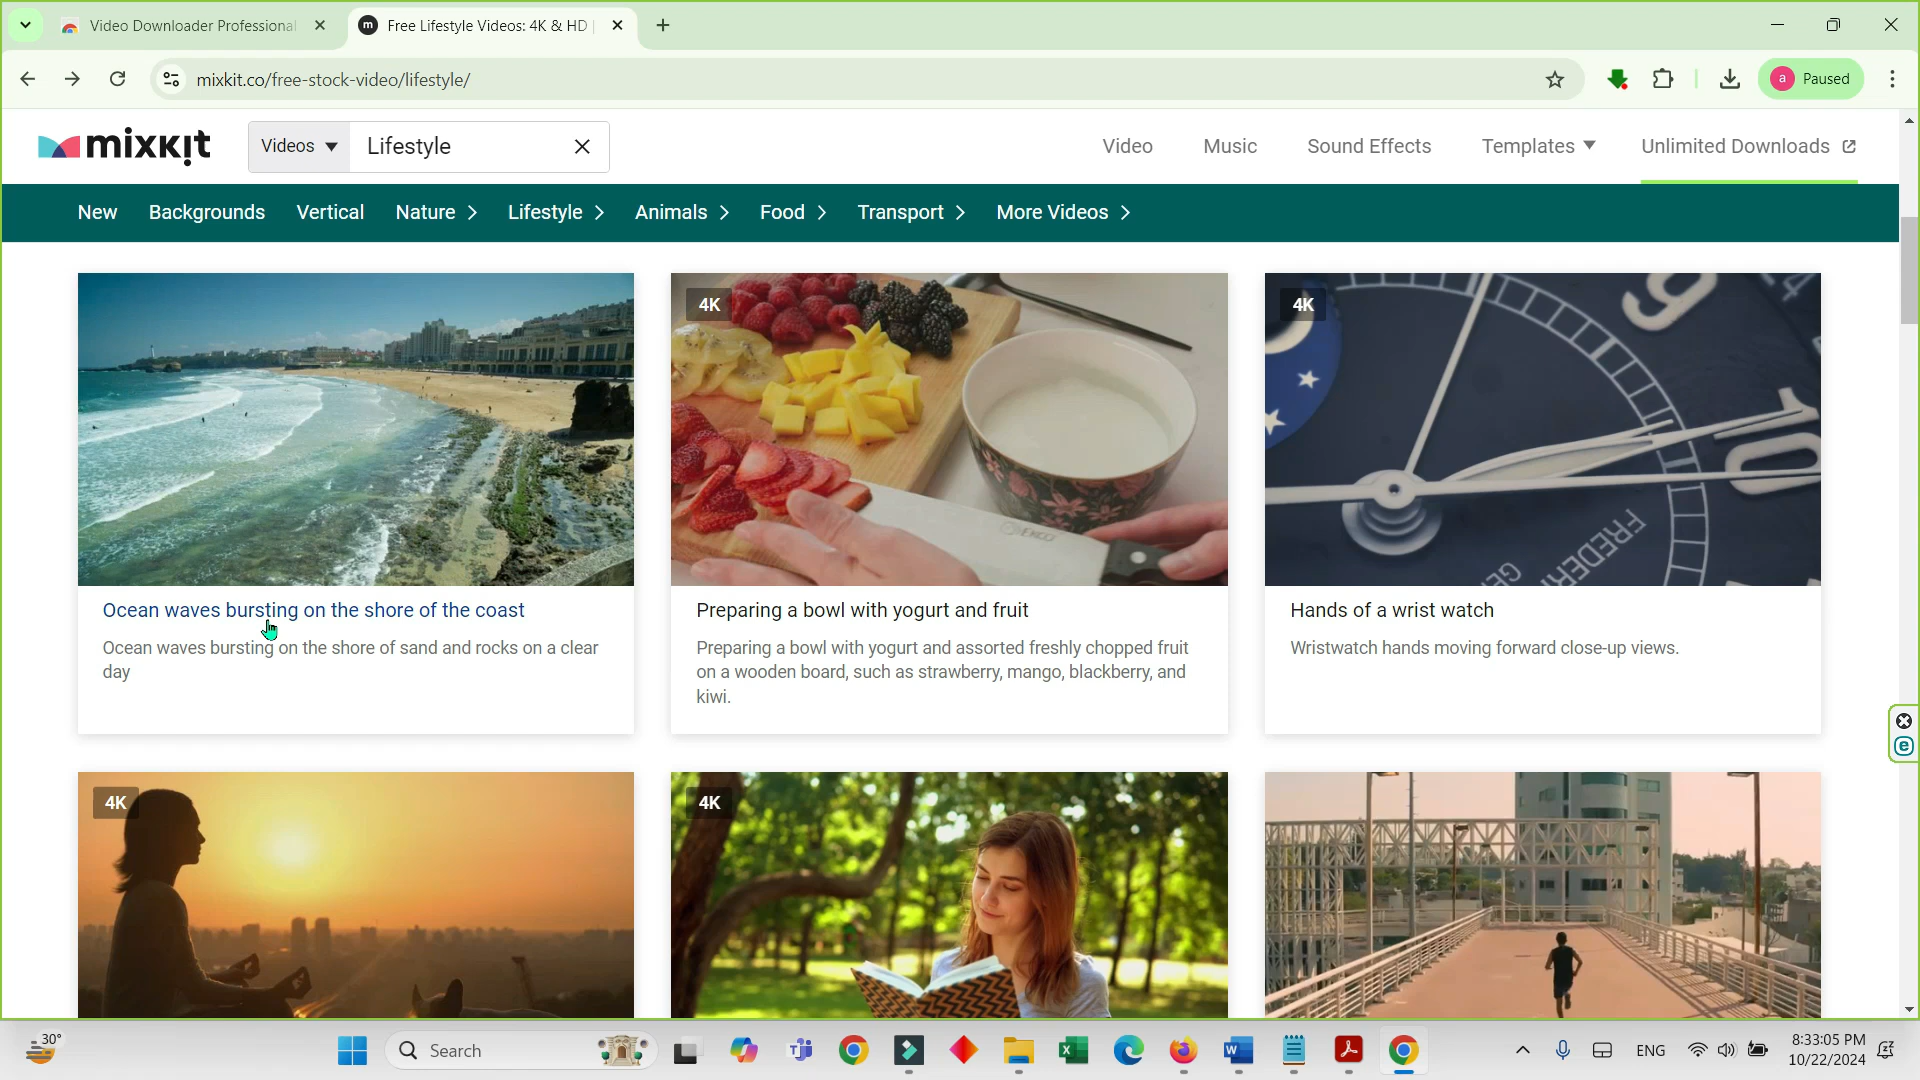 Video Downloader Professional
Free Lifestyle Videos: 4K & HD
mixkit.co/free-stock-video/lifestyle/
a Paused
mixkit
Videos
Lifestyle
Video
Music
Sound Effects
Templates
Unlimited Downloads
New
Backgrounds
Vertical
Nature
Lifestyle
Animals
Food
Transport
More Videos
4K
4K
9
10
FREDERI
GE
Ocean waves bursting on the shore of the coast
Ocean waves bursting on the shore of sand and rocks on a clear
day
Preparing a bowl with yogurt and fruit
Preparing a bowl with yogurt and assorted freshly chopped fruit
on a wooden board, such as strawberry, mango, blackberry, and
kiwi.
Hands of a wrist watch
Wristwatch hands moving forward close-up views.
4K
4K
30°
Search
ENG
8:33:05 PM
10/22/2024